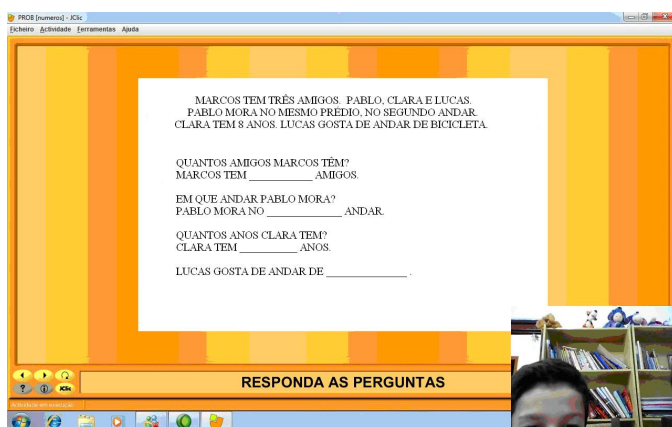 PROB [numeros] - JClic
Ficheiro Actividade Ferramentas Ajuda
MARCOS TEM TRÊS AMIGOS. PABLO, CLARA E LUCAS.
PABLO MORA NO MESMO PRÉDIO, NO SEGUNDO ANDAR.
CLARA TEM 8 ANOS. LUCAS GOSTA DE ANDAR DE BICICLETA.
QUANTOS AMIGOS MARCOS TÊM?
MARCOS TEM ___________ AMIGOS.
EM QUE ANDAR PABLO MORA?
PABLO MORA NO _____________ ANDAR.
QUANTOS ANOS CLARA TEM?
CLARA TEM __________ ANOS.
LUCAS GOSTA DE ANDAR DE ______________ .
JClic
RESPONDA AS PERGUNTAS